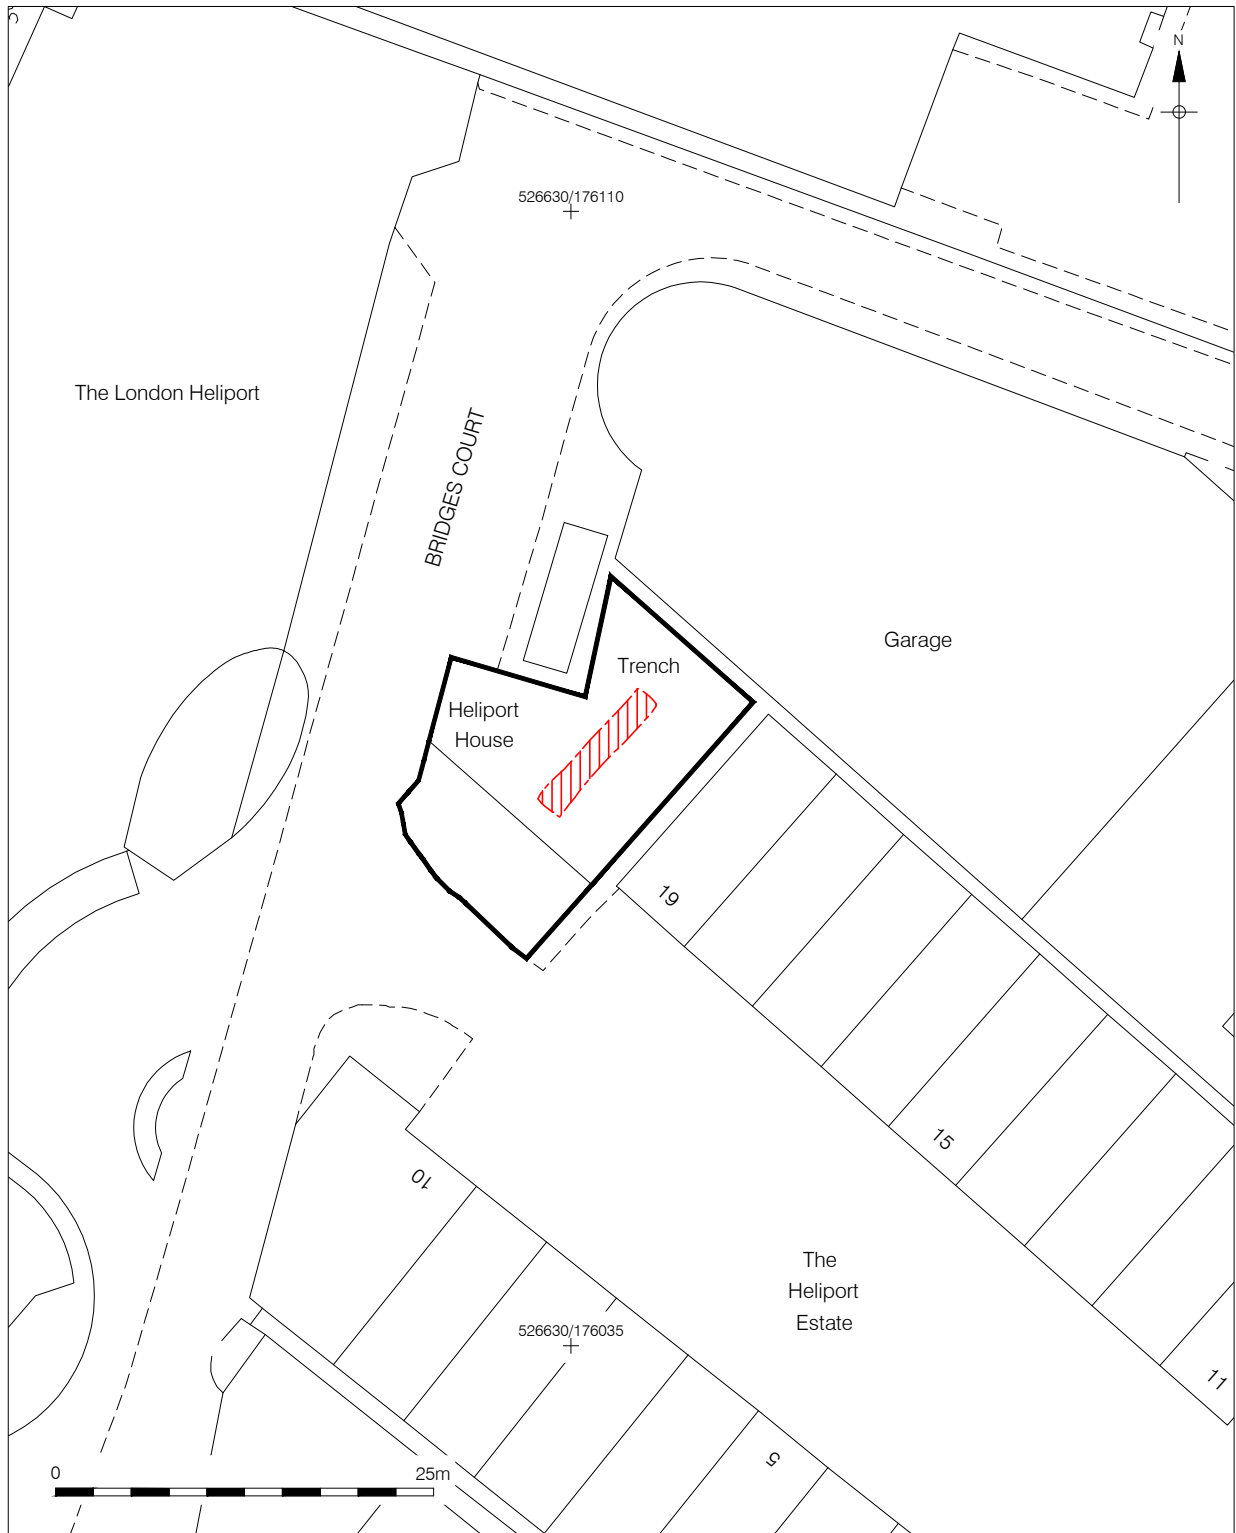 N
526630/176110
The London Heliport
BRIDGES COURT
Garage
Trench
Heliport
House
19
15
10
The
Heliport
Estate
526630/176035
11
5
0
25m